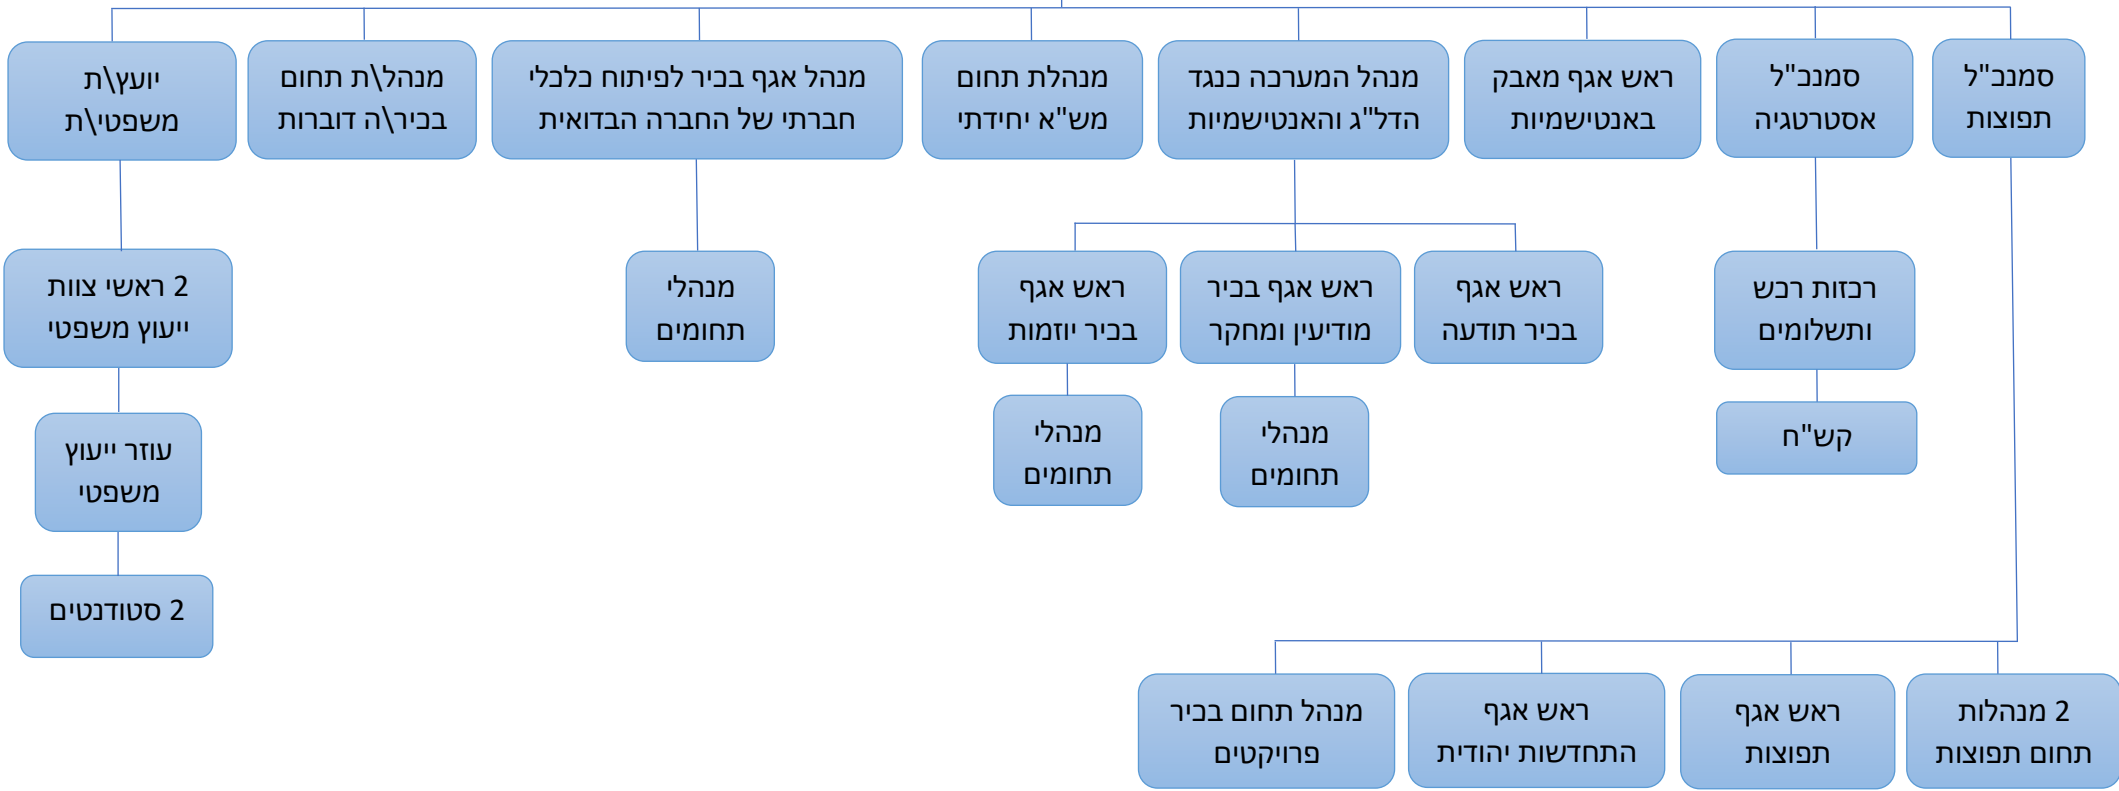 סמנכ"ל
תפוצות
סמנכ"ל
אסטרטגיה
ראש אגף מאבק
באנטישמיות
מנהל המערכה כנגד
הדל"ג והאנטישמיות
מנהלת תחום
מש"א יחידתי
מנהל אגף בכיר לפיתוח כלכלי
חברתי של החברה הבדואית
מנהל\ת תחום
בכיר\ה דוברות
יועץ\ת
משפטי\ת
רכזות רכש
ותשלומים
ראש אגף
בכיר תודעה
ראש אגף בכיר
מודיעין ומחקר
ראש אגף
בכיר יוזמות
מנהלי
תחומים
2 ראשי צוות
ייעוץ משפטי
קש"ח
מנהלי
תחומים
מנהלי
תחומים
עוזר ייעוץ
משפטי
2 סטודנטים
2 מנהלות
תחום תפוצות
ראש אגף
תפוצות
ראש אגף
התחדשות יהודית
מנהל תחום בכיר
פרויקטים